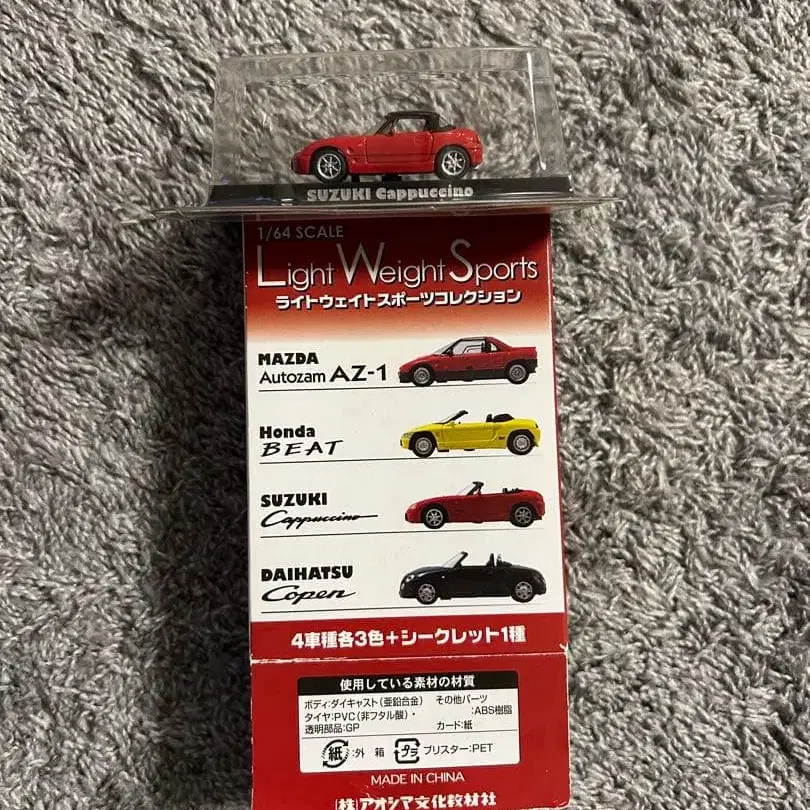 SUZUKI Cappuccino
1/64 SCALE
Light Weight Sports
ライトウェイトスポーツコレクション
MAZDA
Autozam AZ-1
Honda
BEAT
SUZUKI
Cappuccino
DAIHATSU
Copen
4車種各3色+シークレット1種
使用している素材の材質
ボディ:ダイキャスト(亜鉛合金) その他パーツ
タイヤ:PVC(非フタル酸)・ :ABS樹脂
透明部品:GP カード:紙
紙 :外 箱 プラ ブリスター:PET
MADE IN CHINA
(株)アオシマ文化教材社